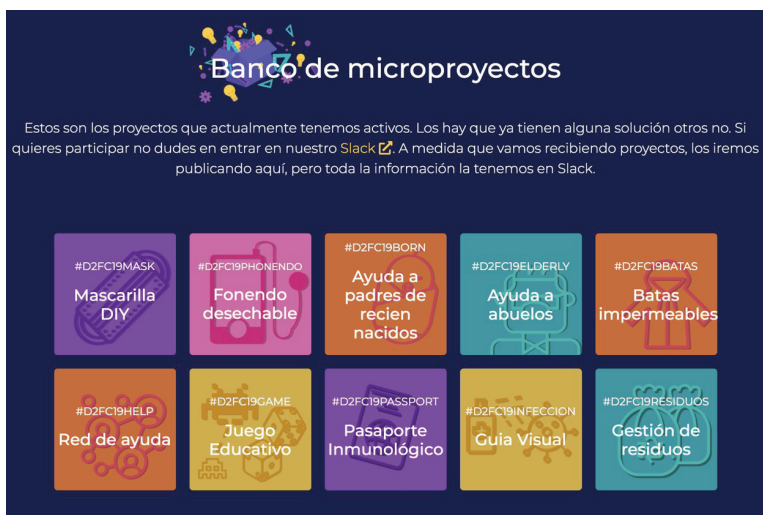 Banco de microproyectos
Estos son los proyectos que actualmente tenemos activos. Los hay que ya tienen alguna solución otros no. Si
quieres participar no dudes en entrar en nuestro Slack. A medida que vamos recibiendo proyectos, los iremos
publicando aquí, pero toda la información la tenemos en Slack.
#D2FC19MASK
Mascarilla
DIY
#D2FC19PHONENDO
Fonendo
desechable
#D2FC19BORN
Ayuda a
padres de
recien
nacidos
#D2FC19ELDERLY
Ayuda a
abuelos
#D2FC19BATAS
Batas
impermeables
#D2FC19HELP
Red de ayuda
#D2FC19GAME
Juego
Educativo
#D2FC19PASSPORT
Pasaporte
Inmunológico
#D2FC19INFECCION
Guia Visual
#D2FC19RESIDUOS
Gestión de
residuos